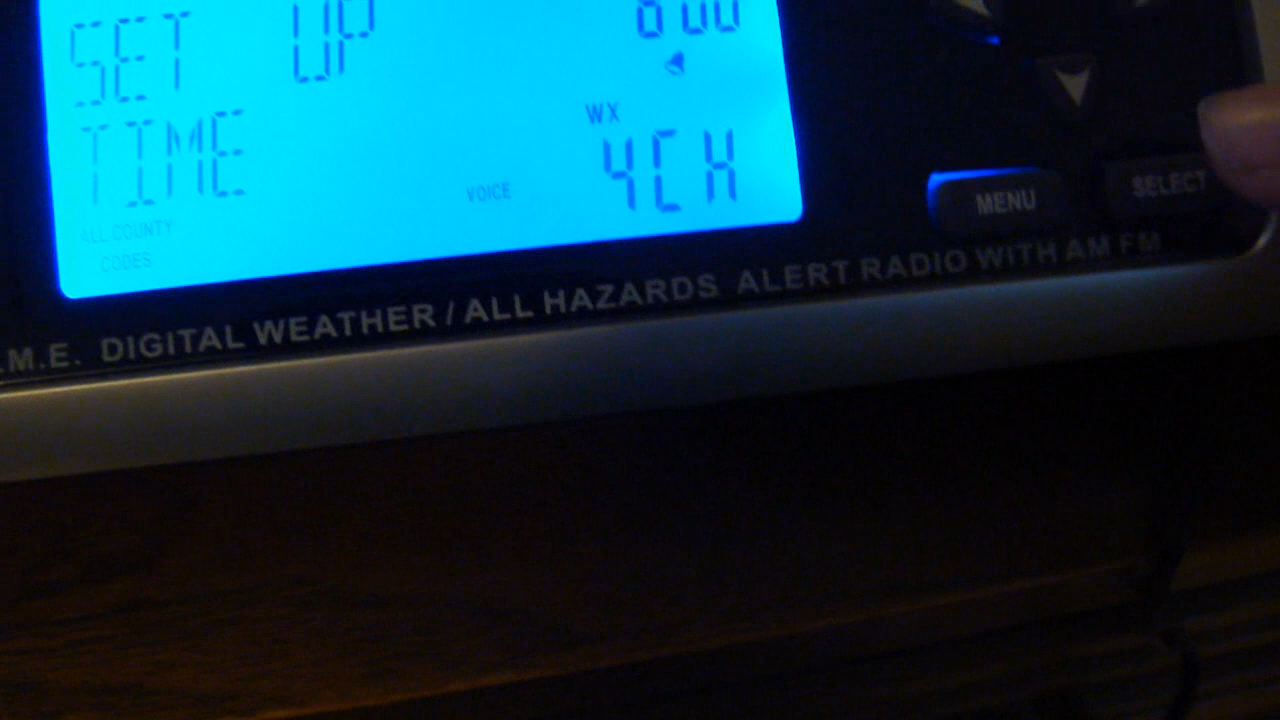 SET UP 6:00
TIME WX
4CH
VOICE
ALL COUNTY
CODES
MENU SELECT
.M.E. DIGITAL WEATHER / ALL HAZARDS ALERT RADIO WITH AM FM